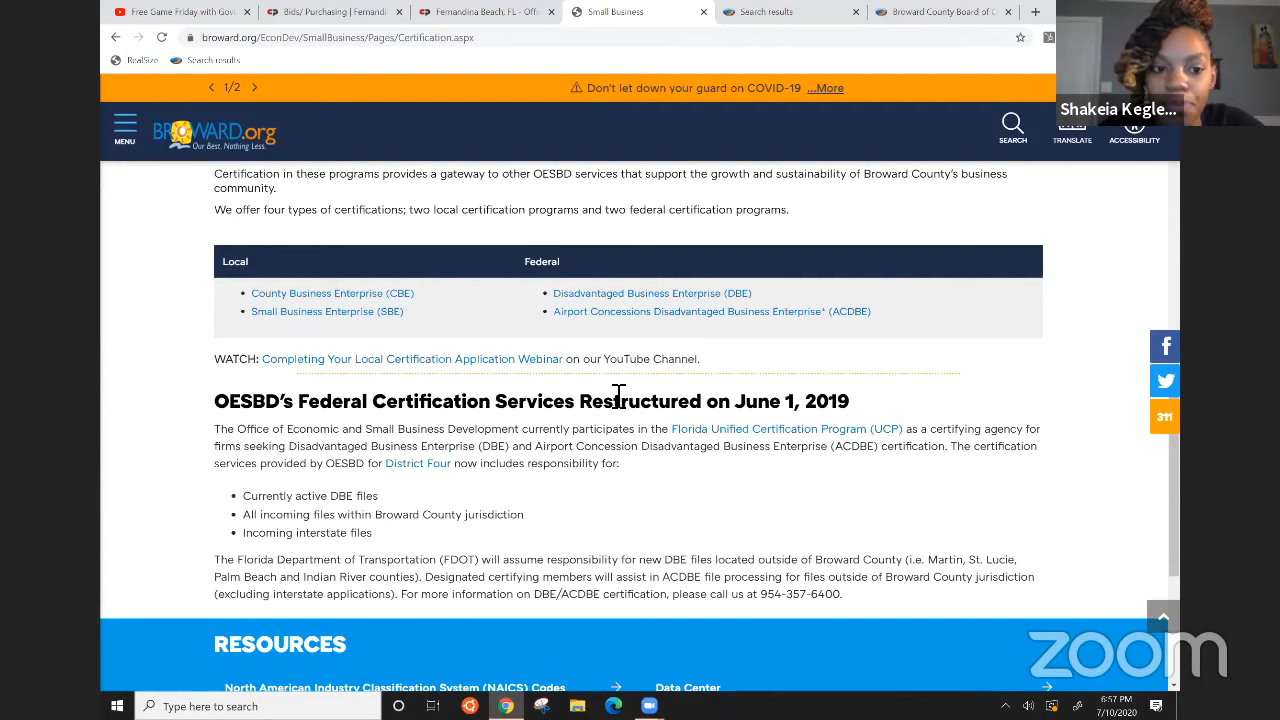 Free Game Friday with Gov
Bids/ Purchasing | Fernandi
Fernandina Beach, FL - Offi
Small Business
Search results
Broward County Board of C
broward.org/EconDev/SmallBusiness/Pages/Certification.aspx
RealSize
Search results
1/2
Don't let down your guard on COVID-19 ...More
Shakeia Kegle...
MENU
BROWARD.org
Our Best. Nothing Less.
SEARCH
TRANSLATE
ACCESSIBILITY
Certification in these programs provides a gateway to other OESBD services that support the growth and sustainability of Broward County's business
community.
We offer four types of certifications; two local certification programs and two federal certification programs.
Local Federal
• County Business Enterprise (CBE) • Disadvantaged Business Enterprise (DBE)
• Small Business Enterprise (SBE) • Airport Concessions Disadvantaged Business Enterprise* (ACDBE)
WATCH: Completing Your Local Certification Application Webinar on our YouTube Channel.
OESBD's Federal Certification Services Restructured on June 1, 2019
The Office of Economic and Small Business Development currently participates in the Florida Unified Certification Program (UCP) as a certifying agency for
firms seeking Disadvantaged Business Enterprise (DBE) and Airport Concession Disadvantaged Business Enterprise (ACDBE) certification. The certification
services provided by OESBD for District Four now includes responsibility for:
• Currently active DBE files
• All incoming files within Broward County jurisdiction
• Incoming interstate files
The Florida Department of Transportation (FDOT) will assume responsibility for new DBE files located outside of Broward County (i.e. Martin, St. Lucie,
Palm Beach and Indian River counties). Designated certifying members will assist in ACDBE file processing for files outside of Broward County jurisdiction
(excluding interstate applications). For more information on DBE/ACDBE certification, please call us at 954-357-6400.
311
RESOURCES
North American Industry Classification System (NAICS) Codes
Data Center
zoom
Type here to search
6:57 PM
7/10/2020